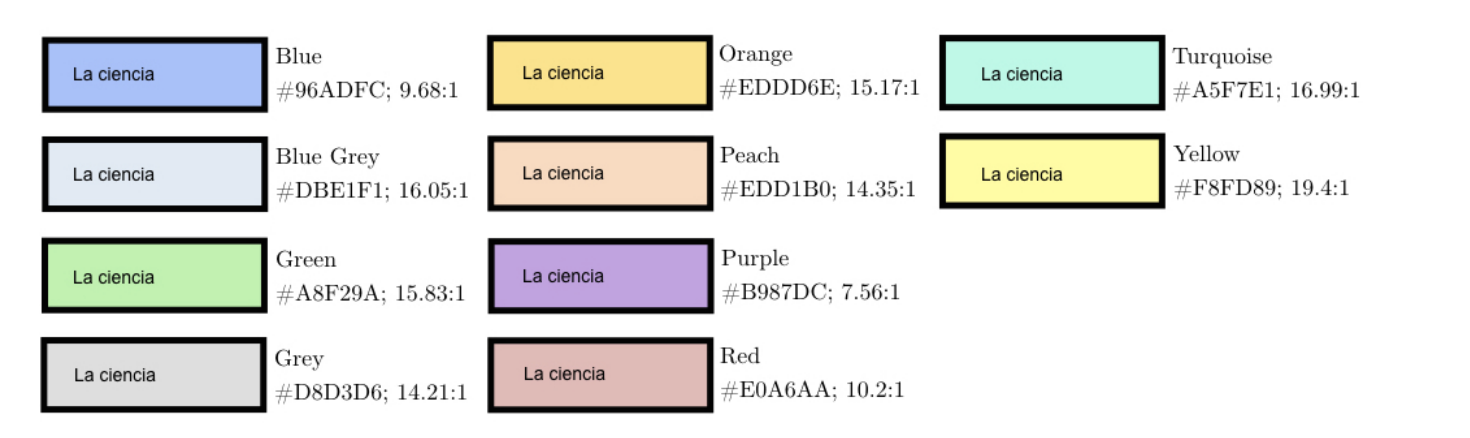 La ciencia
Blue
#96ADFC; 9.68:1
La ciencia
Blue Grey
#DBE1F1; 16.05:1
La ciencia
Green
#A8F29A; 15.83:1
La ciencia
Grey
#D8D3D6; 14.21:1
La ciencia
Orange
#EDDD6E; 15.17:1
La ciencia
Peach
#EDD1B0; 14.35:1
La ciencia
Purple
#B987DC; 7.56:1
La ciencia
Red
#E0A6AA; 10.2:1
La ciencia
Turquoise
#A5F7E1; 16.99:1
La ciencia
Yellow
#F8FD89; 19.4:1